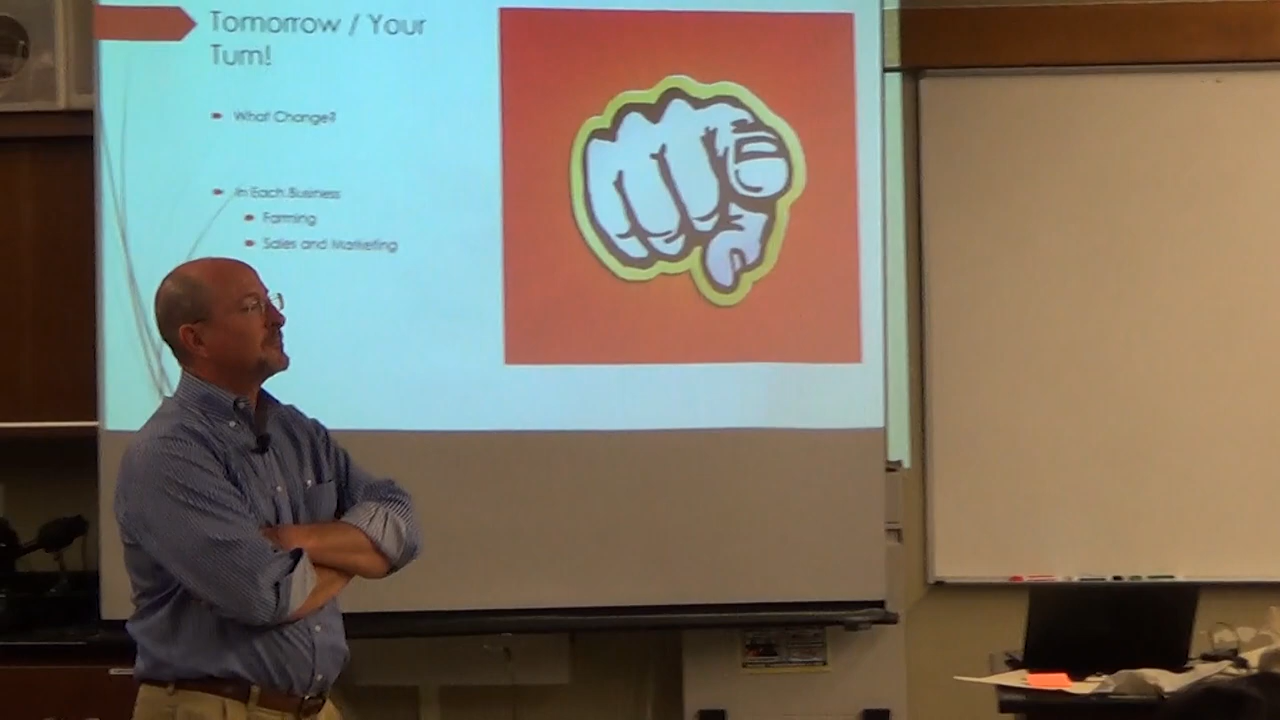 Tomorrow / Your
Turn!
What Change?
In Each Business
Farming
Sales and Marketing